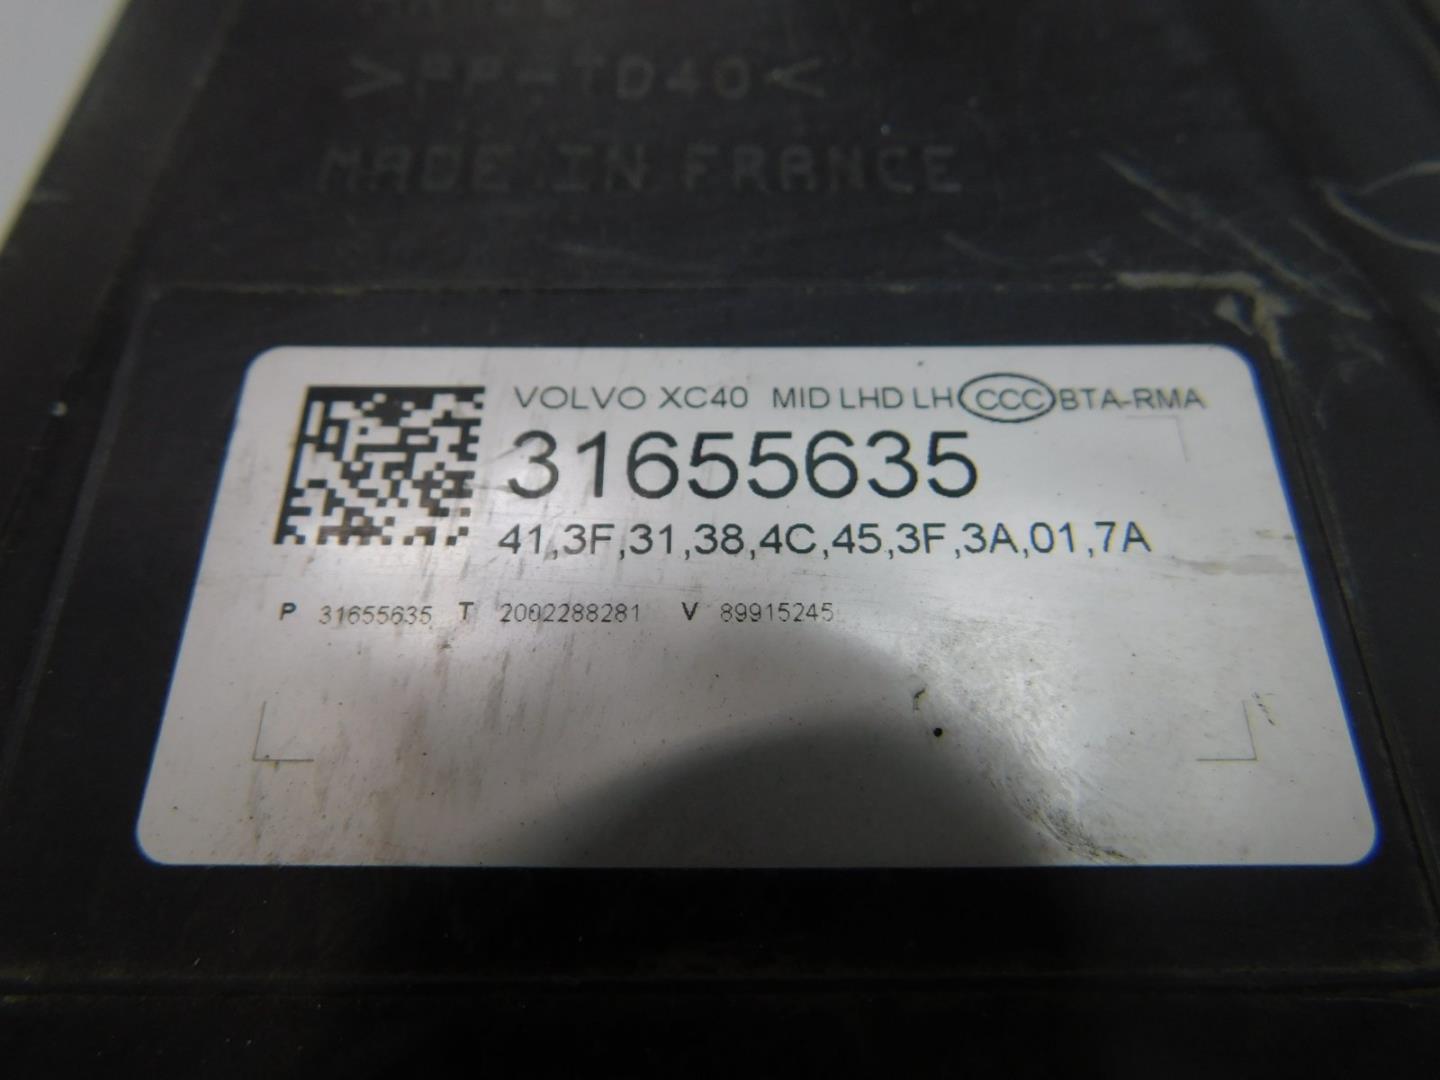 >PP-TD40<
MADE IN FRANCE
VOLVO XC40 MID LHD LH CCC BTA-RMA
31655635
41,3F,31,38,4C,45,3F,3A,01,7A
P 31655635 T 2002288281 V 89915245